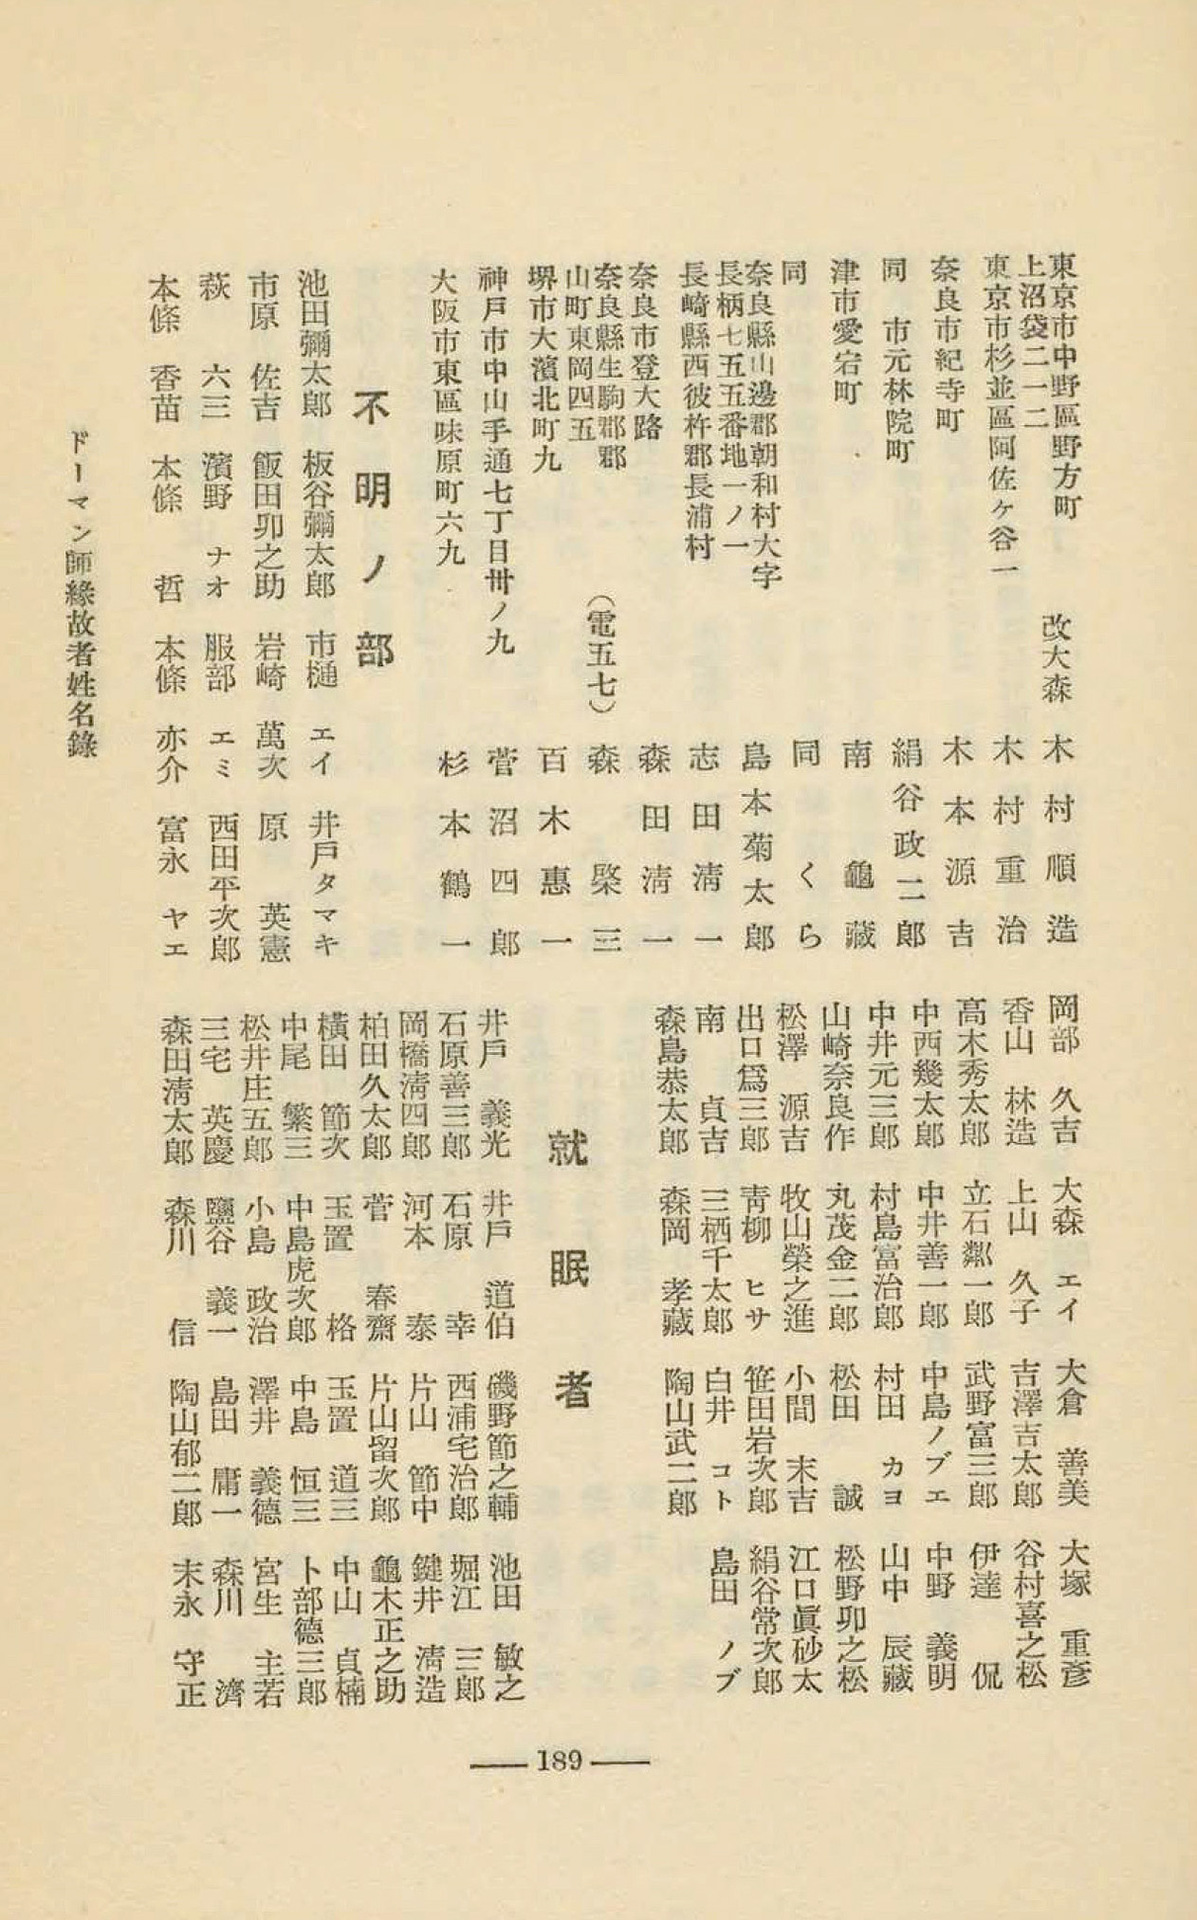 東京市中野區野方町
上沼袋二一二　改大森　木村順造
東京市杉並區阿佐ケ谷一　木村重治
奈良市紀寺町　木本源吉
同　市元林院町　絹谷政二郎
津市愛宕町　南龜藏
同　同くら
奈良縣山邊郡朝和村大字
長柄七五五番地一ノ一　島本菊太郎
長崎縣西彼杵郡長浦村　志田淸一
奈良市登大路　森田淸一
奈良縣生駒郡郡
山町東岡四五　（電五七）　森棨三
堺市大濱北町九　百木惠一
神戸市中山手通七丁目卅ノ九　菅沼四郎
大阪市東區味原町六九　杉本鶴一
不明ノ部
池田彌太郎　板谷彌太郎　市樋エイ　井戸タマキ
市原佐吉　飯田卯之助　岩崎萬次　原英憲
萩六三　濱野ナオ　服部エミ　西田平次郎
本條香苗　本條哲　本條亦介　富永ヤエ
岡部久吉　大森エイ　大倉善美　大塚重彦
香山林造　上山久子　吉澤吉太郎　谷村喜之松
高木秀太郎　立石鄰一郎　武野富三郎　伊達侃
中西幾太郎　中井善一郎　中島ノブエ　中野義明
中井元三郎　村島富治郎　村田カヨ　山中辰藏
山崎奈良作　丸茂金二郎　松田誠　松野卯之松
松澤源吉　牧山榮之進　小間末吉　江口眞砂太
出口爲三郎　靑柳ヒサ　笹田岩次郎　絹谷常次郎
南貞吉　三栖千太郎　白井コト　島田ノブ
森島恭太郎　森岡孝藏　陶山武二郎
就眠者
井戸義光　井戸道伯　磯野節之輔　池田敏之
石原善三郎　石原幸　西浦宅治郎　堀江三郎
岡橋淸四郎　河本泰　片山節中　鍵井淸造
柏田久太郎　菅春齋　片山留次郎　龜木正之助
橫田節次　玉置格　玉置道三　中山貞楠
中尾繁三　中島虎次郎　中島恒三　卜部德三郎
松井庄五郎　小島政治　澤井義德　宮生主若
三宅英慶　鹽谷義一　島田庸一　森川濟
森田淸太郎　森川信　陶山郁二郎　末永守正
ドーマン師緣故者姓名錄
189